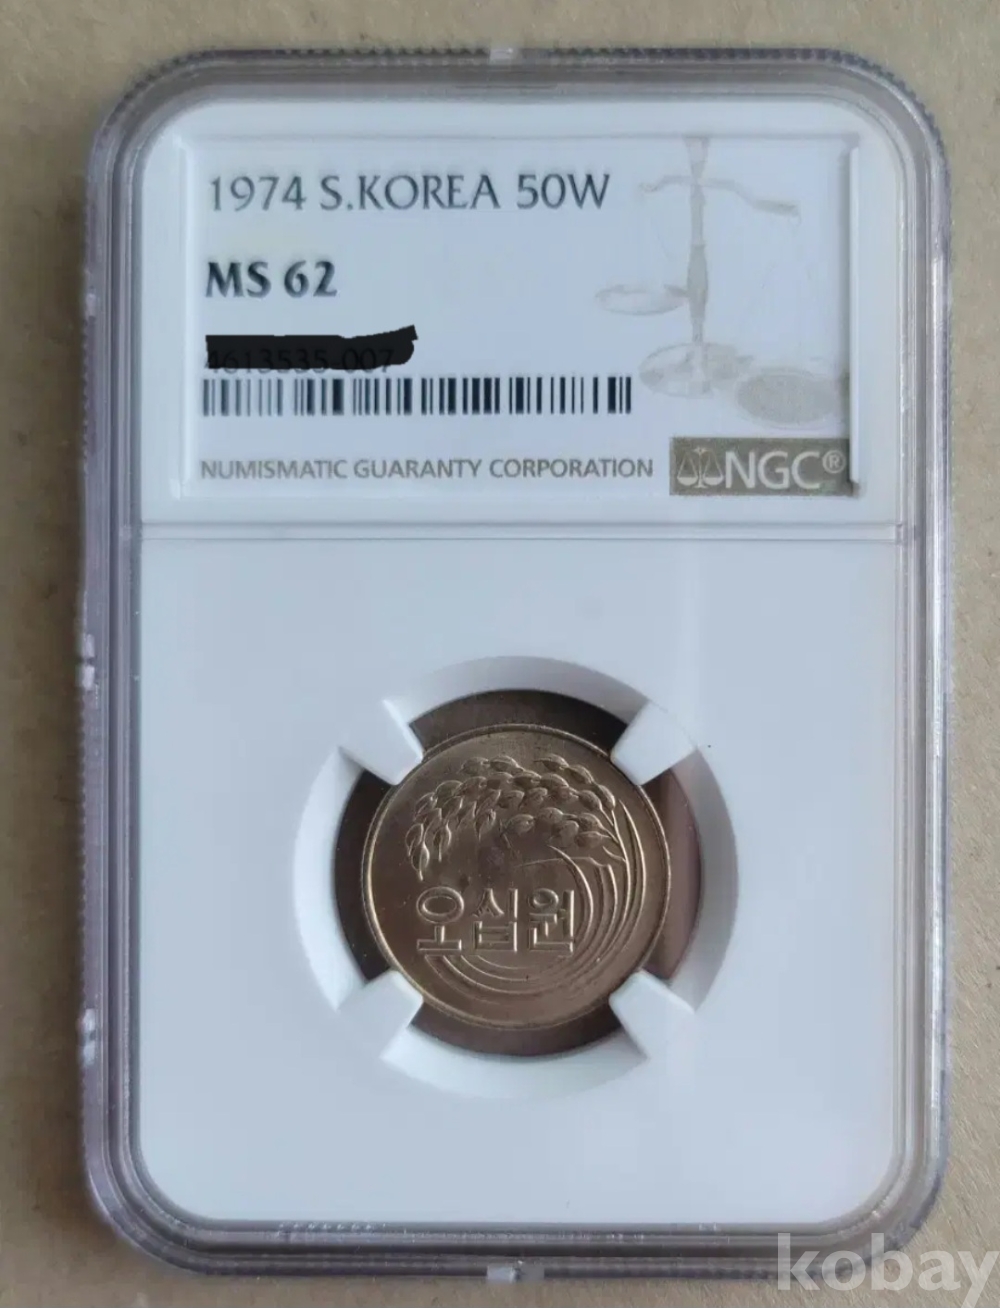 1974 S.KOREA 50W
MS 62
NUMISMATIC GUARANTY CORPORATION
NGC®
오십원
kobay